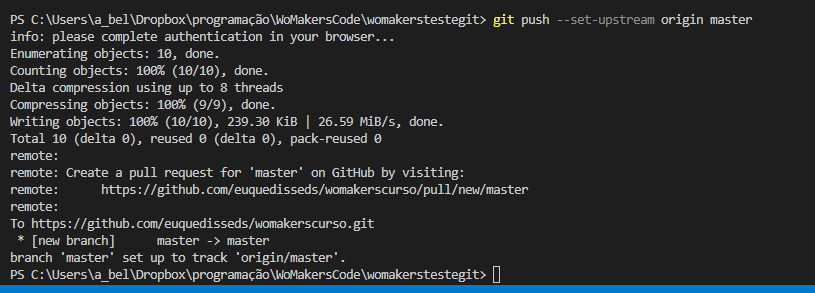 PS C:\Users\a_bel\Dropbox\programação\WoMakersCode\womakerstestegit> git push --set-upstream origin master
info: please complete authentication in your browser...
Enumerating objects: 10, done.
Counting objects: 100% (10/10), done.
Delta compression using up to 8 threads
Compressing objects: 100% (9/9), done.
Writing objects: 100% (10/10), 239.30 KiB | 26.59 MiB/s, done.
Total 10 (delta 0), reused 0 (delta 0), pack-reused 0
remote:
remote: Create a pull request for 'master' on GitHub by visiting:
remote:      https://github.com/euquedisseds/womakerscurso/pull/new/master
remote:
To https://github.com/euquedisseds/womakerscurso.git
 * [new branch]      master -> master
branch 'master' set up to track 'origin/master'.
PS C:\Users\a_bel\Dropbox\programação\WoMakersCode\womakerstestegit>